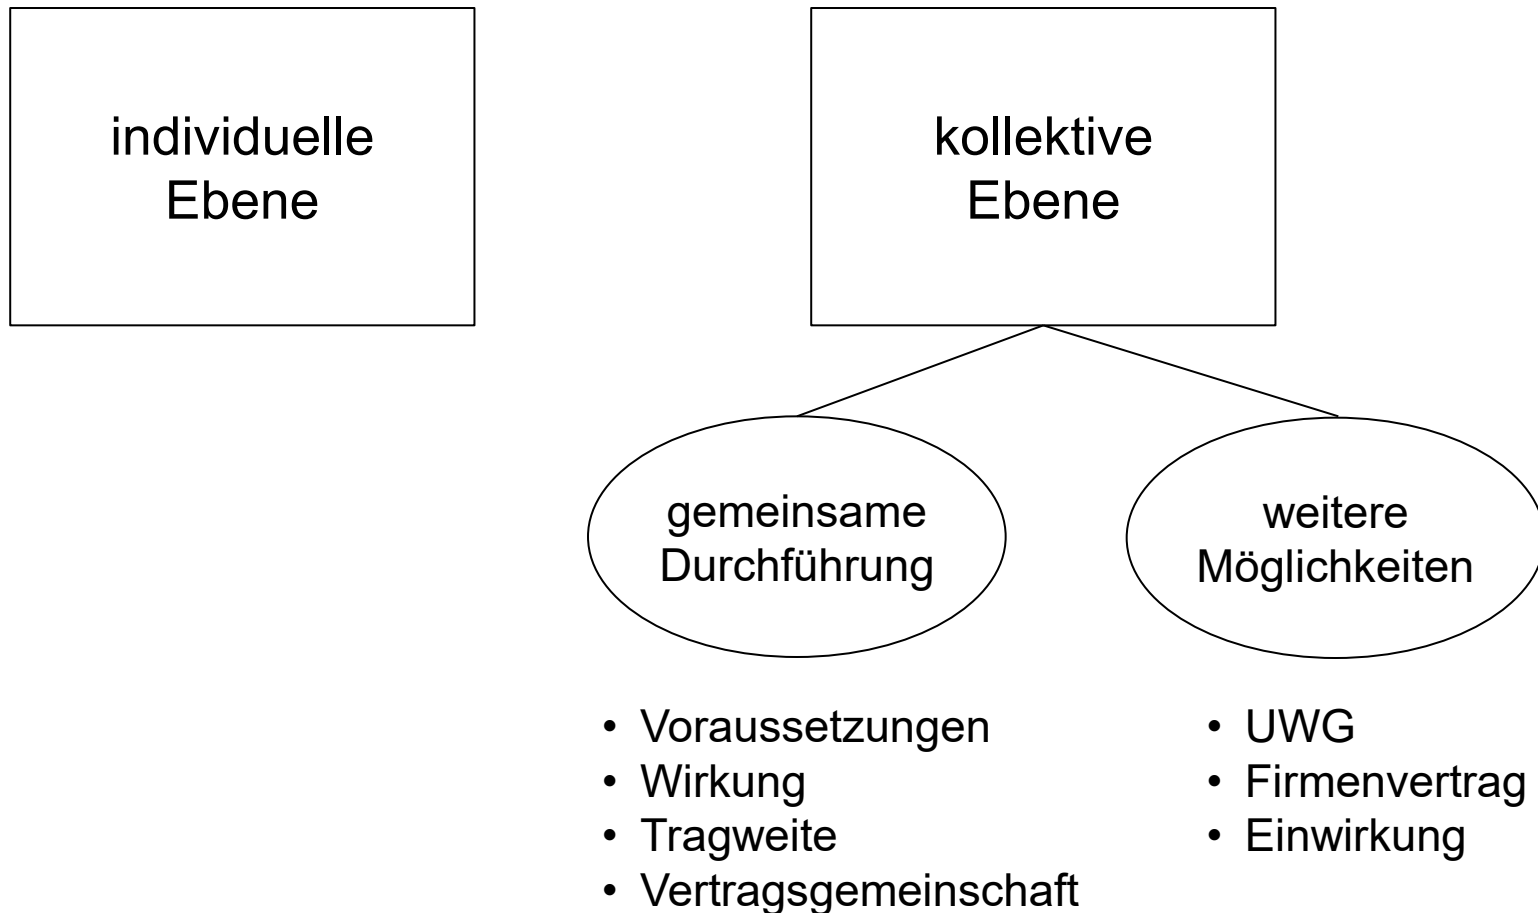 individuelle
Ebene
kollektive
Ebene
gemeinsame
Durchführung
weitere
Möglichkeiten
• Voraussetzungen
• Wirkung
• Tragweite
• Vertragsgemeinschaft
• UWG
• Firmenvertrag
• Einwirkung